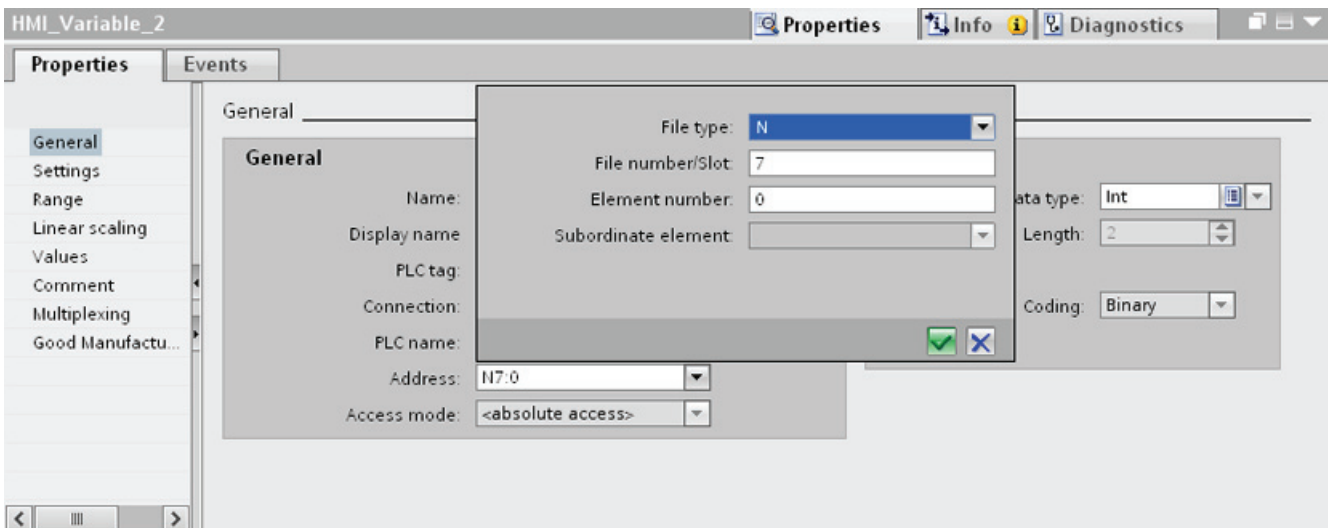 HMI_Variable_2
Properties
Info
Diagnostics
Properties
Events
General
Settings
Range
Linear scaling
Values
Comment
Multiplexing
Good Manufactu...
General
General
Name:
Display name
PLC tag:
Connection:
PLC name:
Address: N7:0
Access mode: <absolute access>
File type: N
File number/Slot: 7
Element number: 0
Subordinate element:
ata type: Int
Length: 2
Coding: Binary